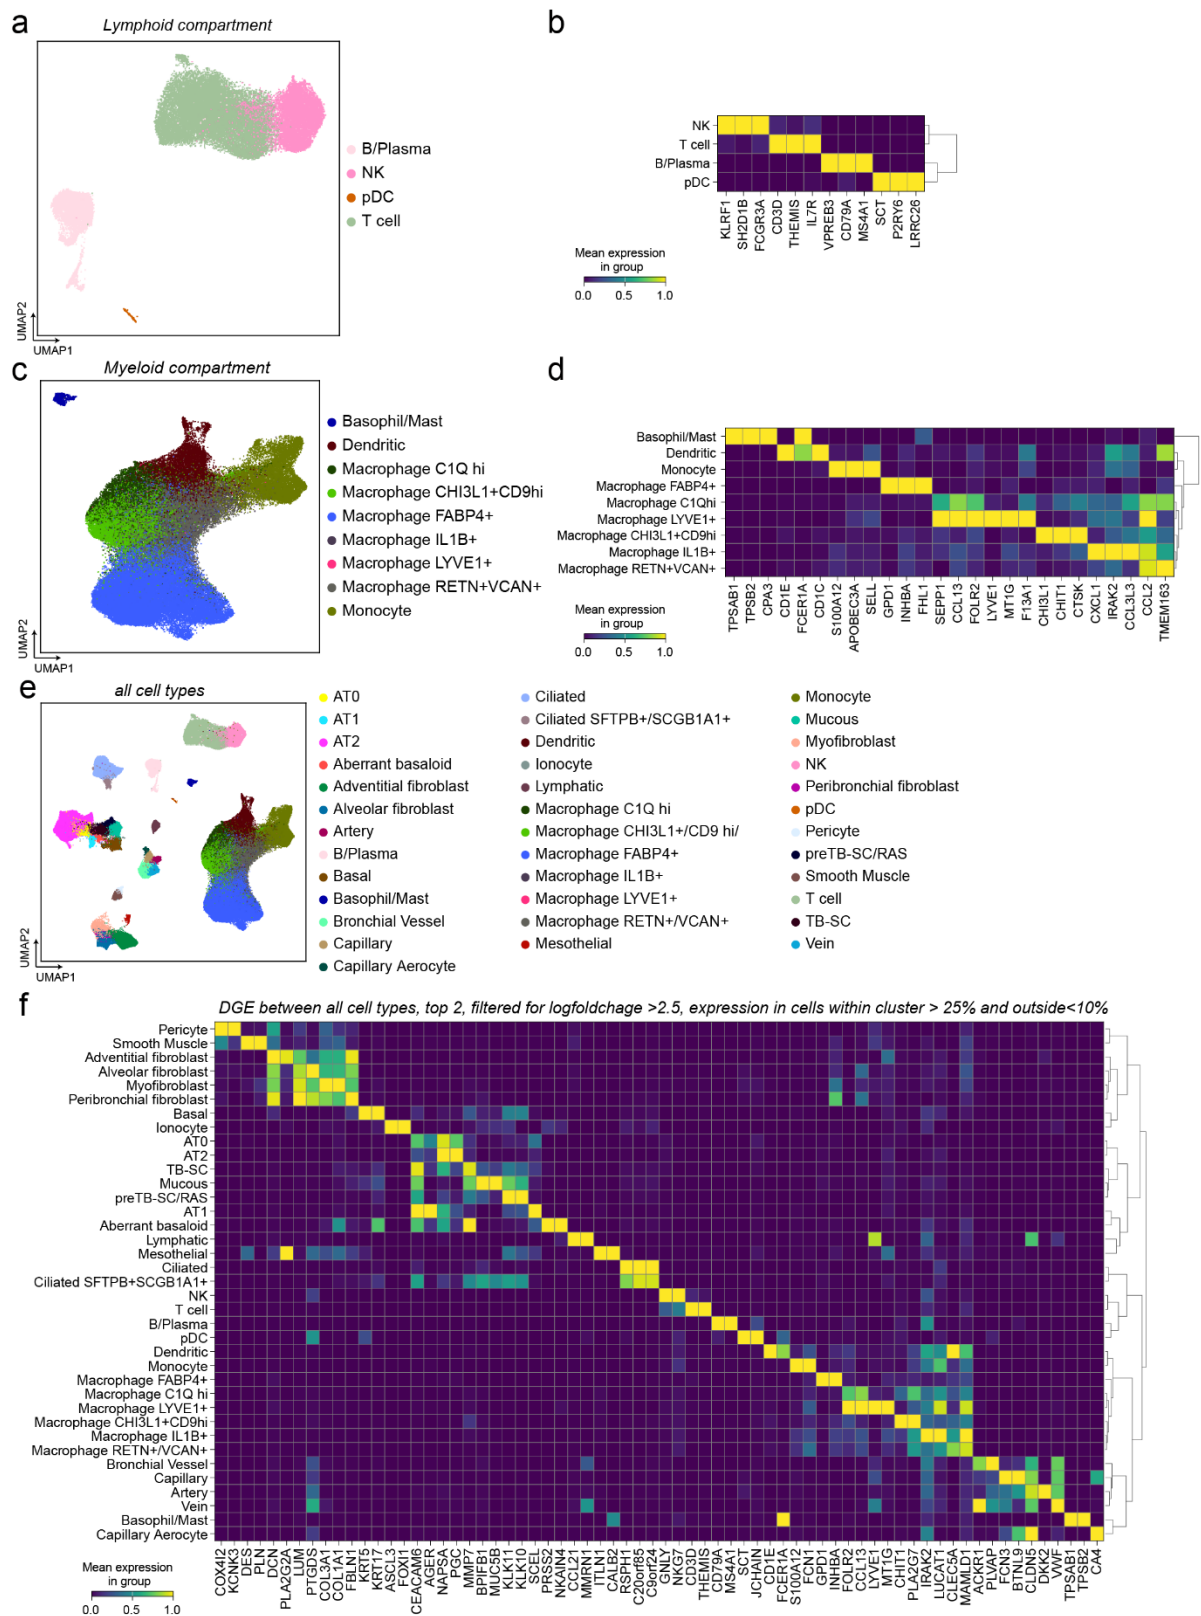 a
Lymphoid compartment
B/Plasma
NK
pDC
T cell
UMAP2
UMAP1
b
NK
T cell
B/Plasma
pDC
KLRF1
SH2D1B
FCGR3A
CD3D
THEMIS
IL7R
VPREB3
CD79A
MS4A1
SCT
P2RY6
LRRC26
Mean expression
in group
0.0 0.5 1.0
c
Myeloid compartment
Basophil/Mast
Dendritic
Macrophage C1Q hi
Macrophage CHI3L1+CD9hi
Macrophage FABP4+
Macrophage IL1B+
Macrophage LYVE1+
Macrophage RETN+VCAN+
Monocyte
UMAP2
UMAP1
d
Basophil/Mast
Dendritic
Monocyte
Macrophage FABP4+
Macrophage C1Qhi
Macrophage LYVE1+
Macrophage CHI3L1+CD9hi
Macrophage IL1B+
Macrophage RETN+VCAN+
TPSAB1
TPSB2
CPA3
CD1E
FCER1A
CD1C
S100A12
APOBEC3A
SELL
GPD1
INHBA
FHL1
SEPP1
CCL13
FOLR2
LYVE1
MT1G
F13A1
CHI3L1
CHIT1
CTSK
CXCL1
IRAK2
CCL3L3
CCL2
TMEM163
Mean expression
in group
0.0 0.5 1.0
e
all cell types
UMAP2
UMAP1
AT0
AT1
AT2
Aberrant basaloid
Adventitial fibroblast
Alveolar fibroblast
Artery
B/Plasma
Basal
Basophil/Mast
Bronchial Vessel
Capillary
Capillary Aerocyte
Ciliated
Ciliated SFTPB+/SCGB1A1+
Dendritic
Ionocyte
Lymphatic
Macrophage C1Q hi
Macrophage CHI3L1+/CD9 hi/
Macrophage FABP4+
Macrophage IL1B+
Macrophage LYVE1+
Macrophage RETN+/VCAN+
Mesothelial
Monocyte
Mucous
Myofibroblast
NK
Peribronchial fibroblast
pDC
Pericyte
preTB-SC/RAS
Smooth Muscle
T cell
TB-SC
Vein
f
DGE between all cell types, top 2, filtered for logfoldchage >2.5, expression in cells within cluster > 25% and outside<10%
Pericyte
Smooth Muscle
Adventitial fibroblast
Alveolar fibroblast
Myofibroblast
Peribronchial fibroblast
Basal
Ionocyte
AT0
AT2
TB-SC
Mucous
preTB-SC/RAS
AT1
Aberrant basaloid
Lymphatic
Mesothelial
Ciliated
Ciliated SFTPB+SCGB1A1+
NK
T cell
B/Plasma
pDC
Dendritic
Monocyte
Macrophage FABP4+
Macrophage C1Q hi
Macrophage LYVE1+
Macrophage CHI3L1+CD9hi
Macrophage IL1B+
Macrophage RETN+/VCAN+
Bronchial Vessel
Capillary
Artery
Vein
Basophil/Mast
Capillary Aerocyte
COX4I2
KCNK3
DES
PLN
DCN
PLA2G2A
LUM
PTGDS
COL3A1
COL1A1
FBLN1
KRT5
KRT17
ASCL3
FOXI1
CEACAM6
AGER
NAPSA
PGC
MMP7
BPIFB1
MUC5B
KLK11
KLK10
SCEL
PRSS2
NKAIN4
CCL21
MMRN1
ITLN1
CALB2
RSPH1
C20orf85
C9orf24
GNLY
NKG7
CD3D
THEMIS
CD79A
MS4A1
SCT
JCHAIN
CD1E
FCER1A
S100A12
FCN1
GPD1
INHBA
FOLR2
CCL13
LYVE1
MT1G
CHIT1
PLA2G7
IRAK2
LUCAT1
CLEC5A
MAMLD1
ACKR1
PLVAP
FCN3
BTNL9
CLDN5
DKK2
VWF
TPSAB1
TPSB2
CA4
Mean expression
in group
0.0 0.5 1.0